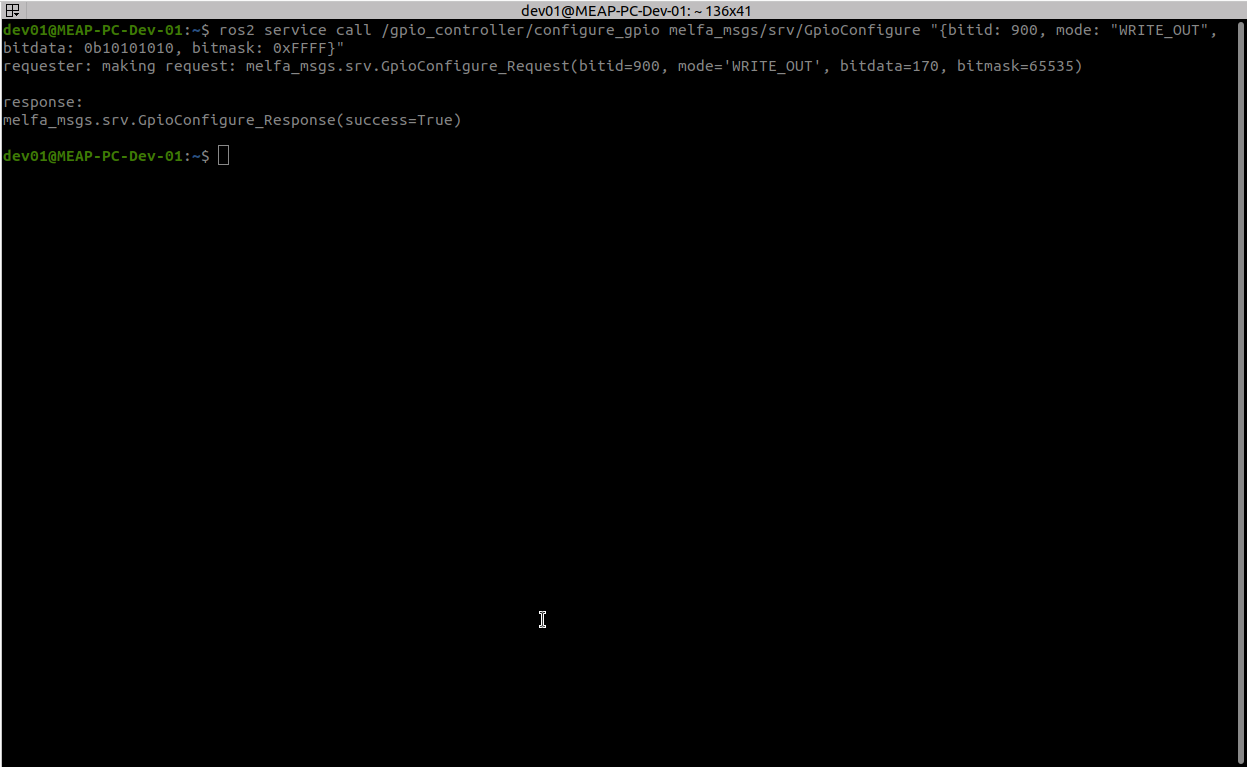 dev01@MEAP-PC-Dev-01: ~ 136x41
dev01@MEAP-PC-Dev-01:~$ ros2 service call /gpio_controller/configure_gpio melfa_msgs/srv/GpioConfigure "{bitid: 900, mode: "WRITE_OUT",
bitdata: 0b10101010, bitmask: 0xFFFF}"
requester: making request: melfa_msgs.srv.GpioConfigure_Request(bitid=900, mode='WRITE_OUT', bitdata=170, bitmask=65535)
response:
melfa_msgs.srv.GpioConfigure_Response(success=True)
dev01@MEAP-PC-Dev-01:~$